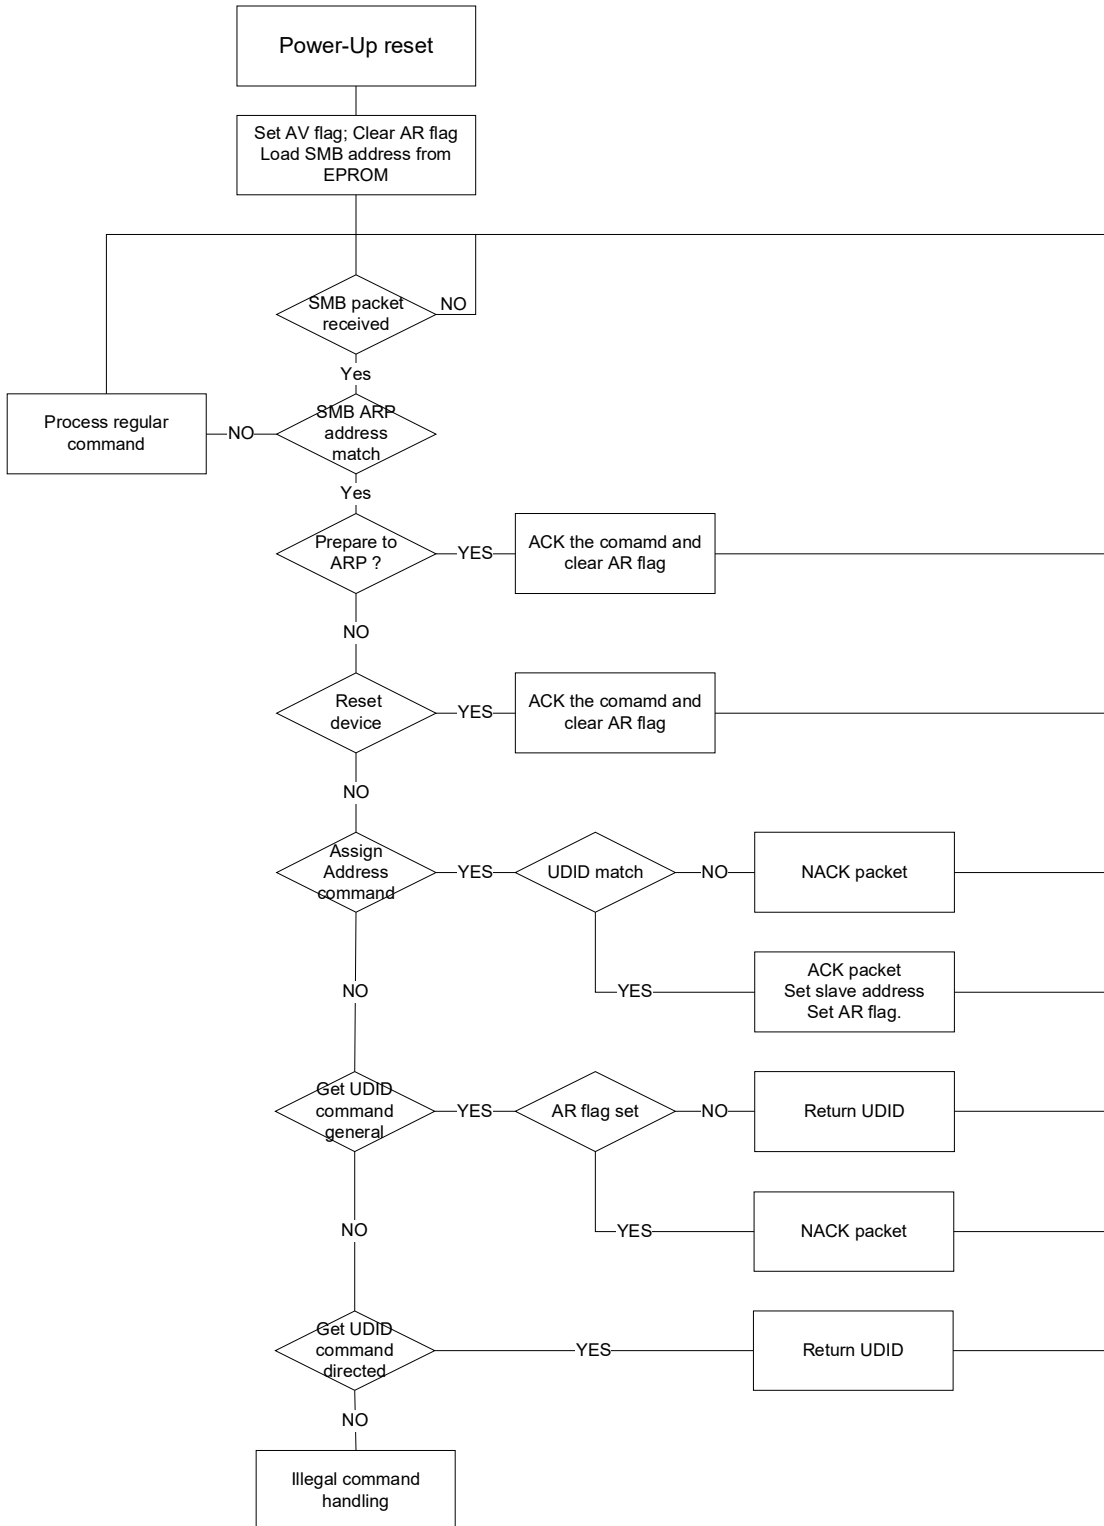 Power-Up reset
Set AV flag; Clear AR flag
Load SMB address from
EPROM
SMB packet
received
NO
Yes
Process regular
command
NO
SMB ARP
address
match
Yes
Prepare to
ARP ?
YES
ACK the comamd and
clear AR flag
NO
Reset
device
YES
ACK the comamd and
clear AR flag
NO
Assign
Address
command
YES
UDID match
NO
NACK packet
YES
ACK packet
Set slave address
Set AR flag.
NO
Get UDID
command
general
YES
AR flag set
NO
Return UDID
YES
NACK packet
NO
Get UDID
command
directed
YES
Return UDID
NO
Illegal command
handling